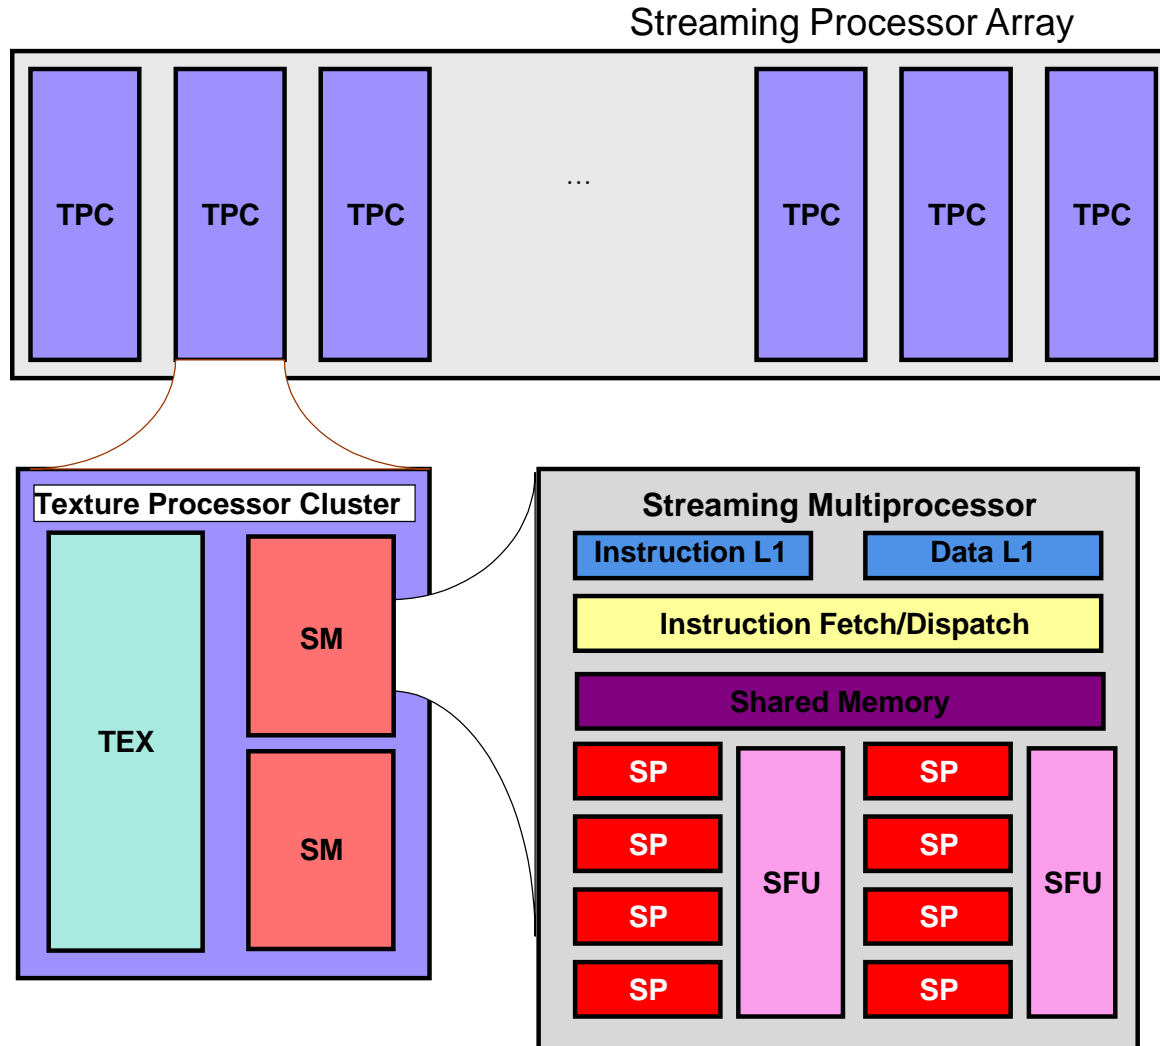 Streaming Processor Array
TPC TPC TPC … TPC TPC TPC
Texture Processor Cluster
TEX
SM
SM
Streaming Multiprocessor
Instruction L1 Data L1
Instruction Fetch/Dispatch
Shared Memory
SP SP
SP SP
SFU SFU
SP SP
SP SP